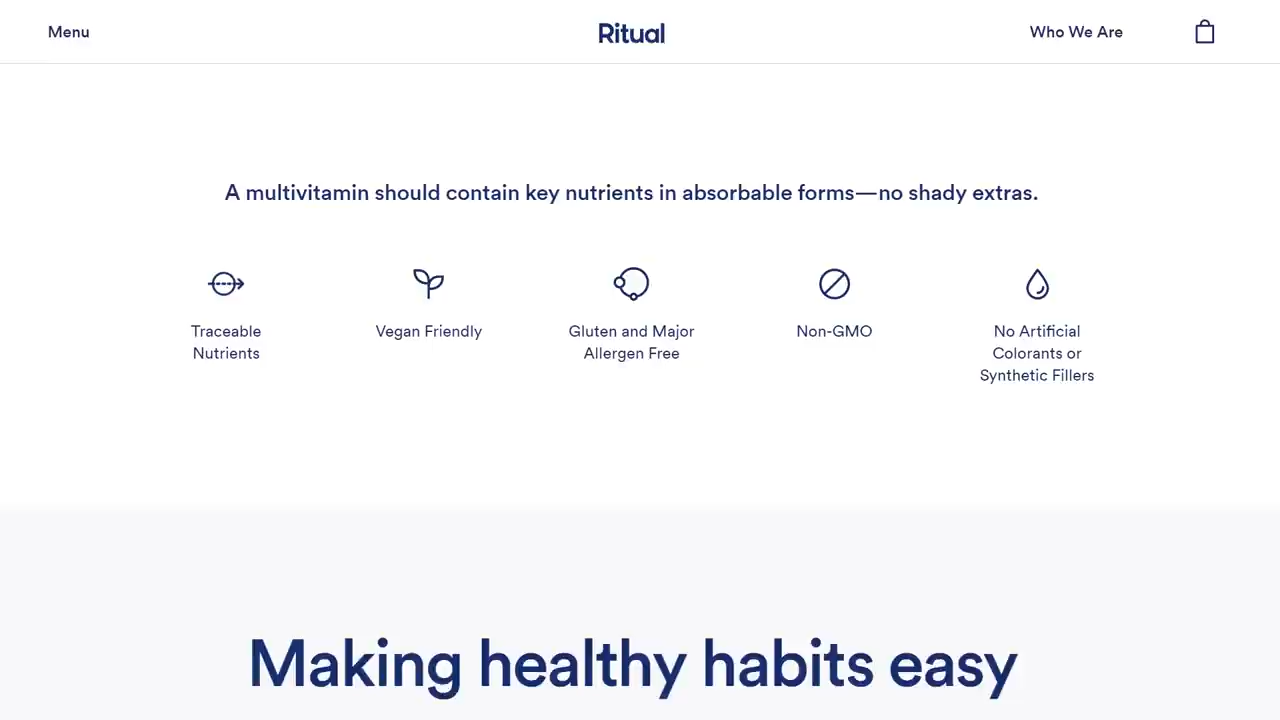 Menu
Ritual
Who We Are
A multivitamin should contain key nutrients in absorbable forms—no shady extras.
Traceable
Nutrients
Vegan Friendly
Gluten and Major
Allergen Free
Non-GMO
No Artificial
Colorants or
Synthetic Fillers
Making healthy habits easy